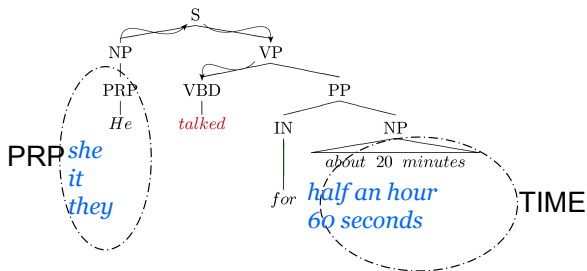 S
NP VP
PRP VBD PP
He talked IN NP
about 20 minutes
for
PRP
she
it
they
half an hour
60 seconds
TIME